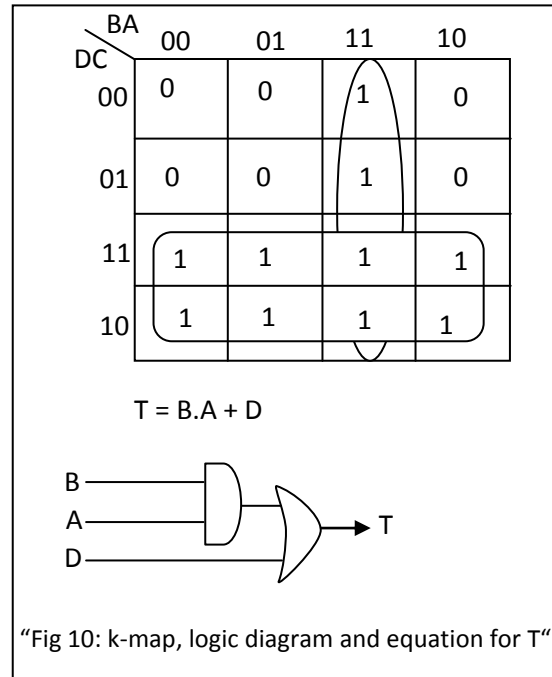 BA
DC 00 01 11 10
00 0 0 1 0
01 0 0 1 0
11 1 1 1 1
10 1 1 1 1
T = B.A + D
B
A
T
D
“Fig 10: k-map, logic diagram and equation for T“